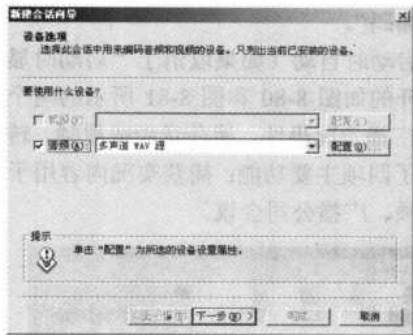 新建会话向导
设备选项
选择此会话中用来编码音频和视频的设备。只列出当前已安装的设备。
要使用什么设备?
视频(V):
配置(C)
音频(A):
多声道 WAV
配置(O)
提示
单击“配置”为所选的设备设置属性。
下一步(N) >
取消